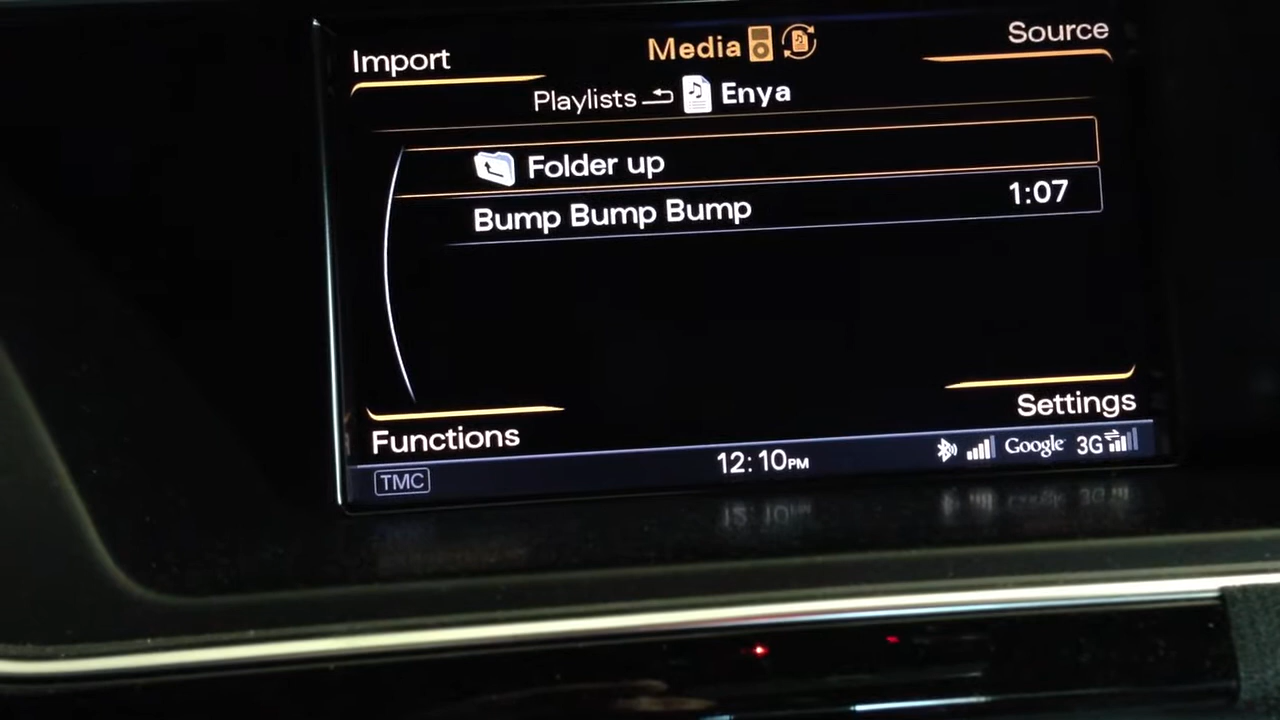 Import
Media
Source
Playlists Enya
Folder up
Bump Bump Bump 1:07
Functions
Settings
TMC
12:10PM
Google 3G